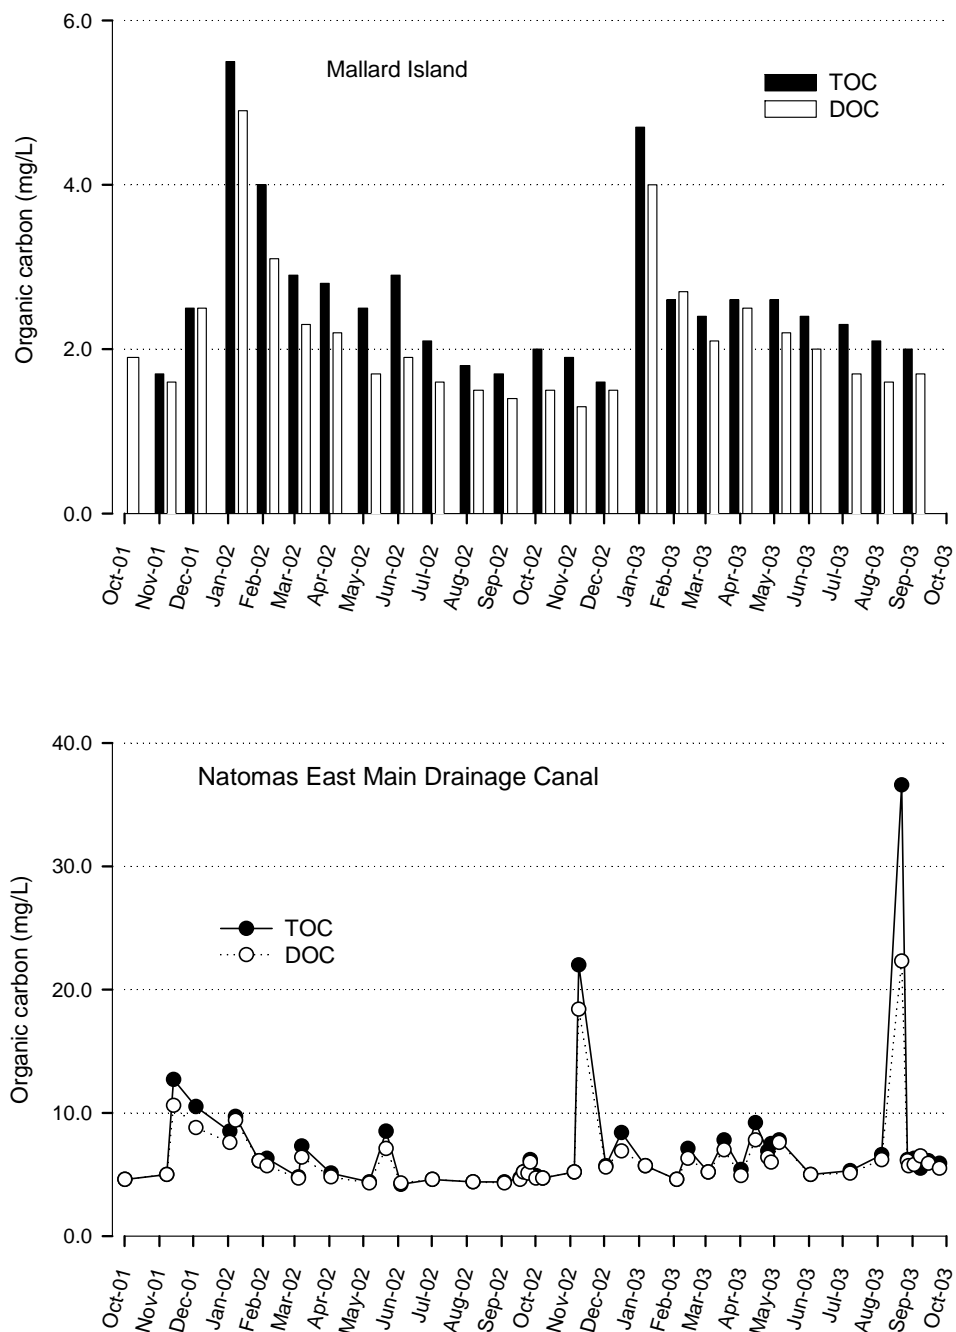 6.0
Mallard Island
TOC
DOC
Organic carbon (mg/L)
4.0
2.0
0.0
Oct-01 Nov-01 Dec-01 Jan-02 Feb-02 Mar-02 Apr-02 May-02 Jun-02 Jul-02 Aug-02 Sep-02 Oct-02 Nov-02 Dec-02 Jan-03 Feb-03 Mar-03 Apr-03 May-03 Jun-03 Jul-03 Aug-03 Sep-03 Oct-03
40.0
Natomas East Main Drainage Canal
30.0
TOC
DOC
Organic carbon (mg/L)
20.0
10.0
0.0
Oct-01 Nov-01 Dec-01 Jan-02 Feb-02 Mar-02 Apr-02 May-02 Jun-02 Jul-02 Aug-02 Sep-02 Oct-02 Nov-02 Dec-02 Jan-03 Feb-03 Mar-03 Apr-03 May-03 Jun-03 Jul-03 Aug-03 Sep-03 Oct-03